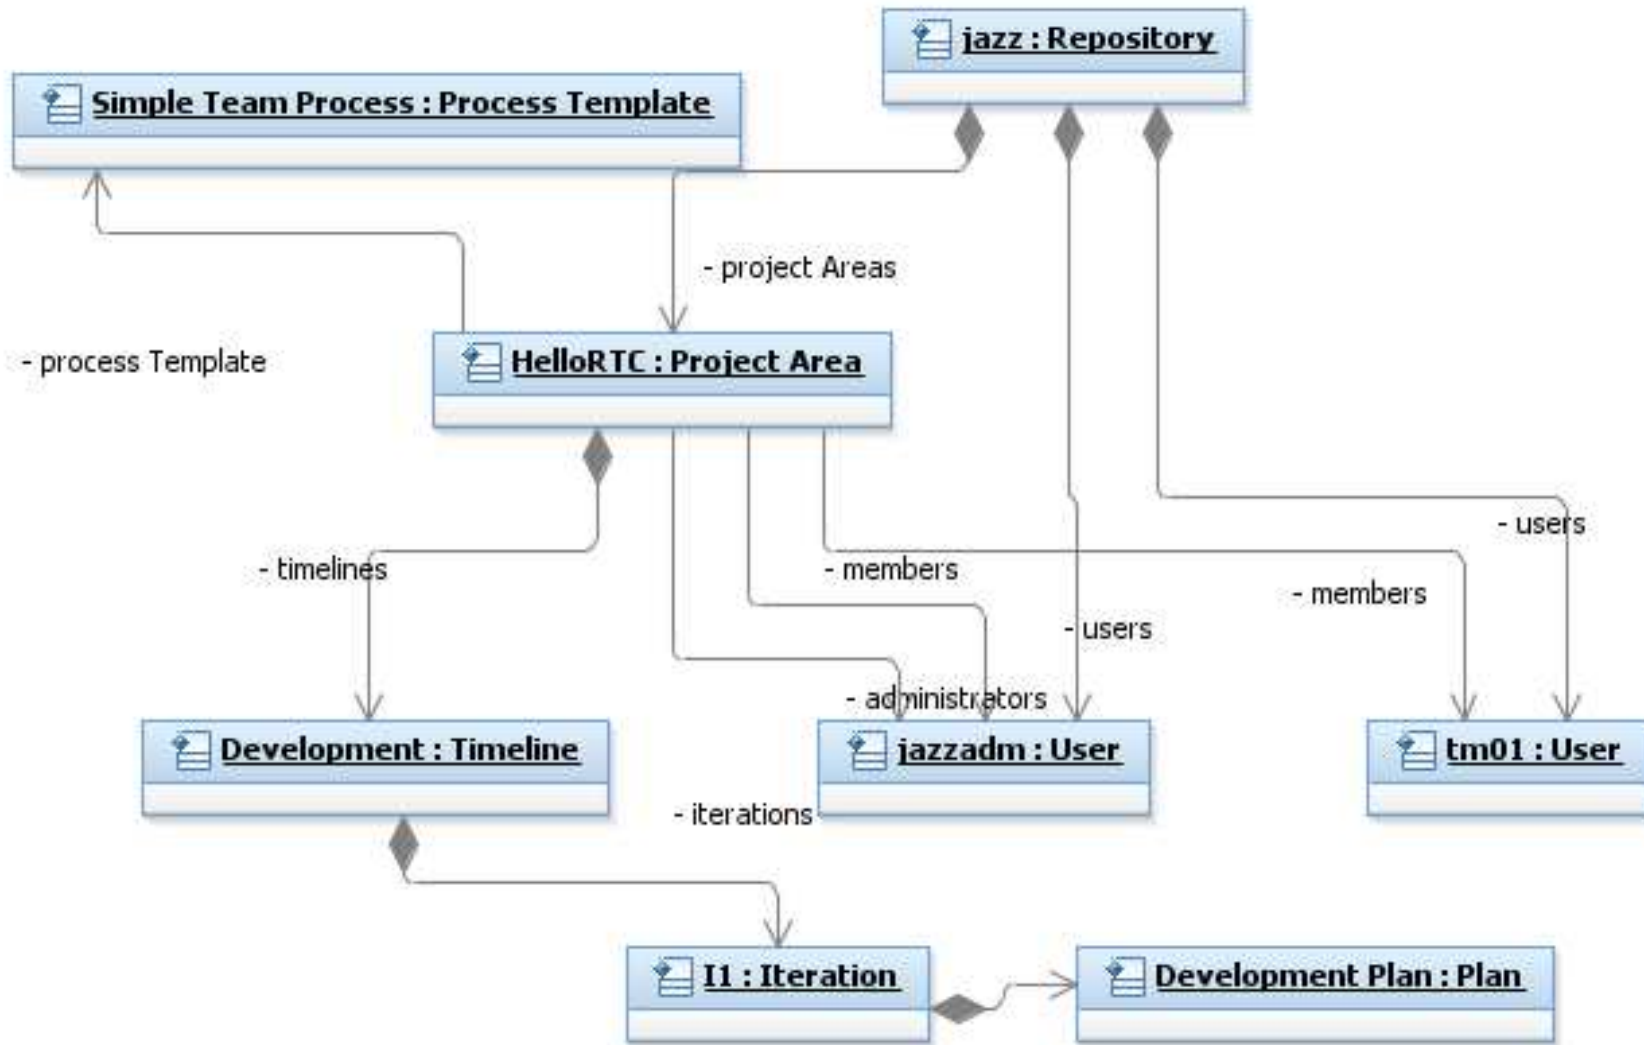 jazz : Repository
Simple Team Process : Process Template
- project Areas
- process Template
HelloRTC : Project Area
- users
- timelines
- members
- members
- users
- administrators
Development : Timeline
jazzadm : User
tm01 : User
- iterations
I1 : Iteration
Development Plan : Plan